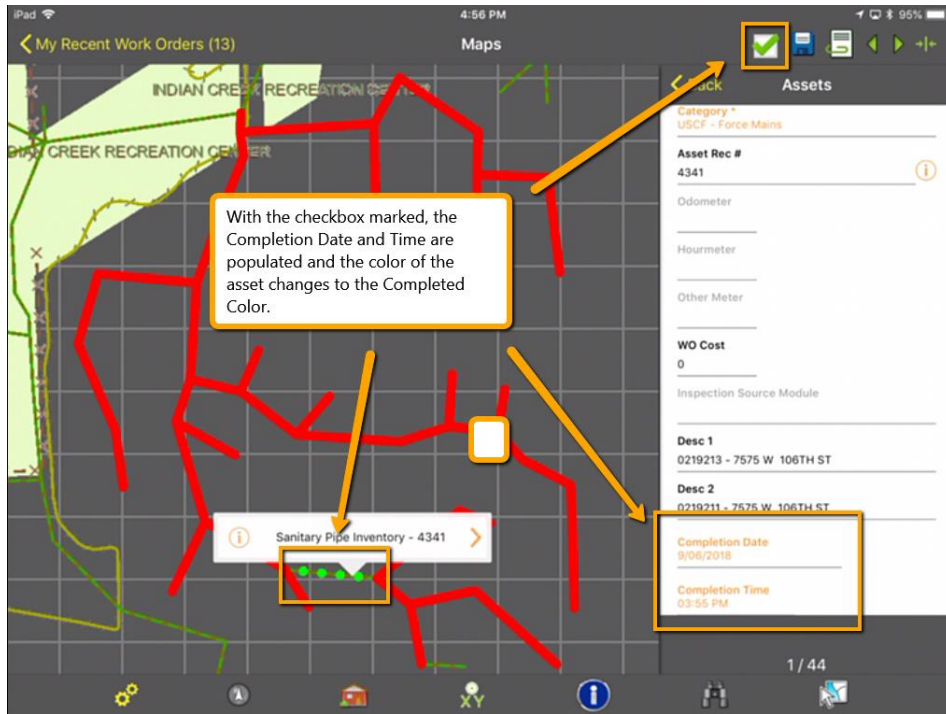 iPad
4:56 PM
95%
My Recent Work Orders (13)
Maps
Back
Assets
INDIAN CREEK RECREATION CENTER
CREEK RECREATION CENTER
Category *
USCF - Force Mains
Asset Rec #
4341
Odometer
Hourmeter
Other Meter
WO Cost
0
Inspection Source Module
Desc 1
0219213 - 7575 W 106TH ST
Desc 2
0219211 - 7575 W 106TH ST
Completion Date
9/06/2018
Completion Time
03:55 PM
1 / 44
With the checkbox marked, the
Completion Date and Time are
populated and the color of the
asset changes to the Completed
Color.
Sanitary Pipe Inventory - 4341
XY